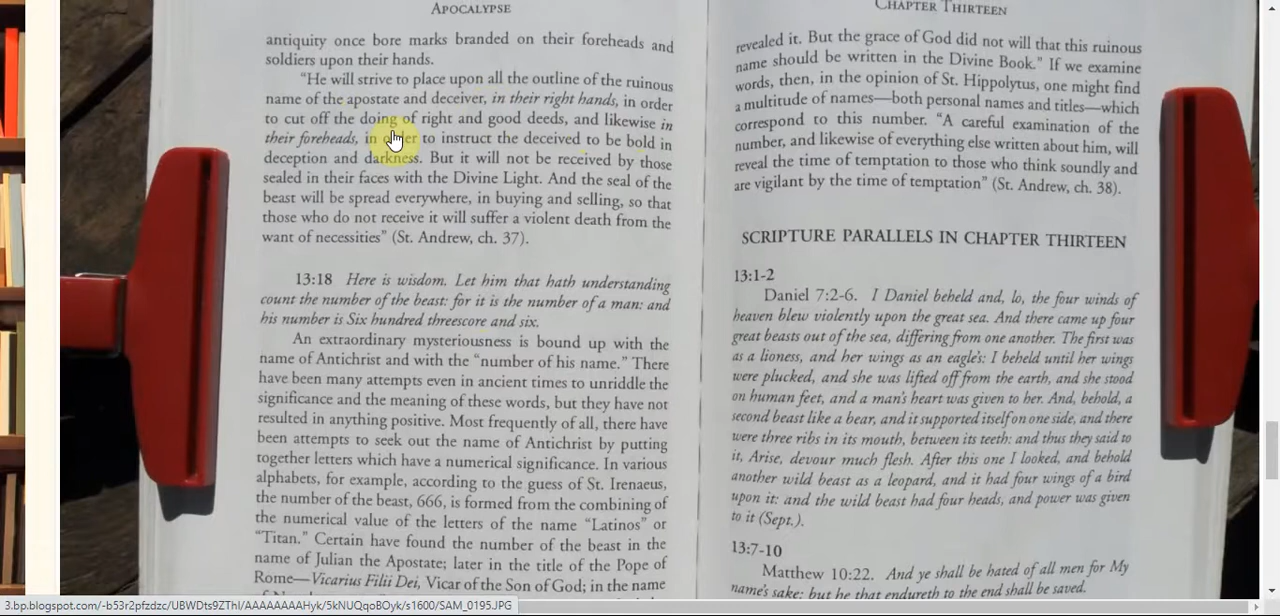 APOCALYPSE
antiquity once bore marks branded on their foreheads and
soldiers upon their hands.
"He will strive to place upon all the outline of the ruinous
name of the apostate and deceiver, in their right hands, in order
to cut off the doing of right and good deeds, and likewise in
their foreheads, in order to instruct the deceived to be bold in
deception and darkness. But it will not be received by those
sealed in their faces with the Divine Light. And the seal of the
beast will be spread everywhere, in buying and selling, so that
those who do not receive it will suffer a violent death from the
want of necessities" (St. Andrew, ch. 37).
13:18 Here is wisdom. Let him that hath understanding
count the number of the beast: for it is the number of a man: and
his number is Six hundred threescore and six.
An extraordinary mysteriousness is bound up with the
name of Antichrist and with the "number of his name." There
have been many attempts even in ancient times to unriddle the
significance and the meaning of these words, but they have not
resulted in anything positive. Most frequently of all, there have
been attempts to seek out the name of Antichrist by putting
together letters which have a numerical significance. In various
alphabets, for example, according to the guess of St. Irenaeus,
the number of the beast, 666, is formed from the combining of
the numerical value of the letters of the name "Latinos" or
"Titan." Certain have found the number of the beast in the
name of Julian the Apostate; later in the title of the Pope of
Rome—Vicarius Filii Dei, Vicar of the Son of God; in the name
CHAPTER THIRTEEN
revealed it. But the grace of God did not will that this ruinous
name should be written in the Divine Book." If we examine
words, then, in the opinion of St. Hippolytus, one might find
a multitude of names—both personal names and titles—which
correspond to this number. "A careful examination of the
number, and likewise of everything else written about him, will
reveal the time of temptation to those who think soundly and
are vigilant by the time of temptation" (St. Andrew, ch. 38).
SCRIPTURE PARALLELS IN CHAPTER THIRTEEN
13:1-2
Daniel 7:2-6. I Daniel beheld and, lo, the four winds of
heaven blew violently upon the great sea. And there came up four
great beasts out of the sea, differing from one another. The first was
as a lioness, and her wings as an eagle's: I beheld until her wings
were plucked, and she was lifted off from the earth, and she stood
on human feet, and a man's heart was given to her. And, behold, a
second beast like a bear, and it supported itself on one side, and there
were three ribs in its mouth, between its teeth: and thus they said to
it, Arise, devour much flesh. After this one I looked, and behold
another wild beast as a leopard, and it had four wings of a bird
upon it: and the wild beast had four heads, and power was given
to it (Sept.).
13:7-10
Matthew 10:22. And ye shall be hated of all men for My
name's sake: but he that endureth to the end shall be saved.
3.bp.blogspot.com/-b53r2pfzdzc/UBWDts9ZThI/AAAAAAAAHyk/5kNUQqoBOyk/s1600/SAM_0195.JPG